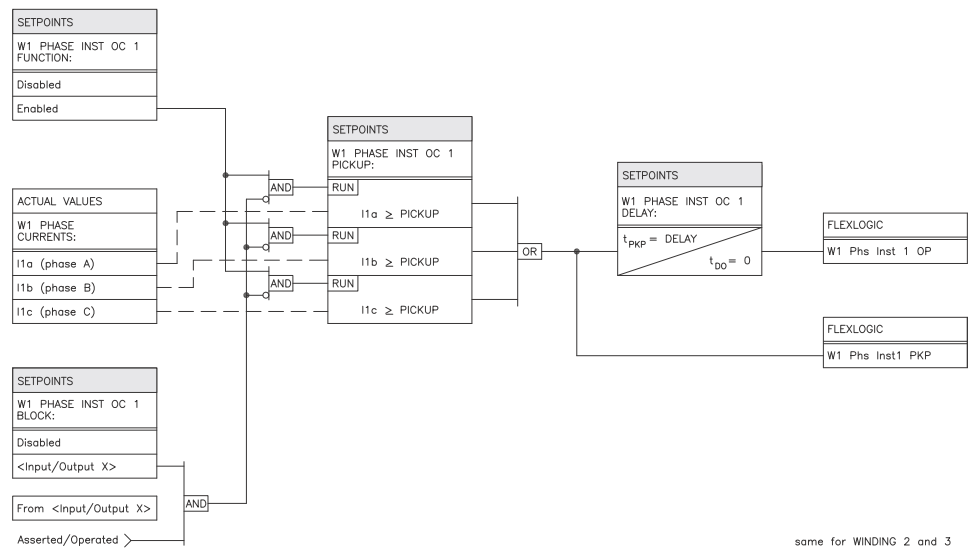 SETPOINTS
W1 PHASE INST OC 1
FUNCTION:
Disabled
Enabled
ACTUAL VALUES
W1 PHASE
CURRENTS:
I1a (phase A)
I1b (phase B)
I1c (phase C)
SETPOINTS
W1 PHASE INST OC 1
BLOCK:
Disabled
<Input/Output X>
From <Input/Output X>
Asserted/Operated
AND
AND
AND
AND
SETPOINTS
W1 PHASE INST OC 1
PICKUP:
RUN
I1a ≥ PICKUP
RUN
I1b ≥ PICKUP
RUN
I1c ≥ PICKUP
OR
SETPOINTS
W1 PHASE INST OC 1
DELAY:
tPKP = DELAY
tDO = 0
FLEXLOGIC
W1 Phs Inst 1 OP
FLEXLOGIC
W1 Phs Inst1 PKP
same for WINDING 2 and 3